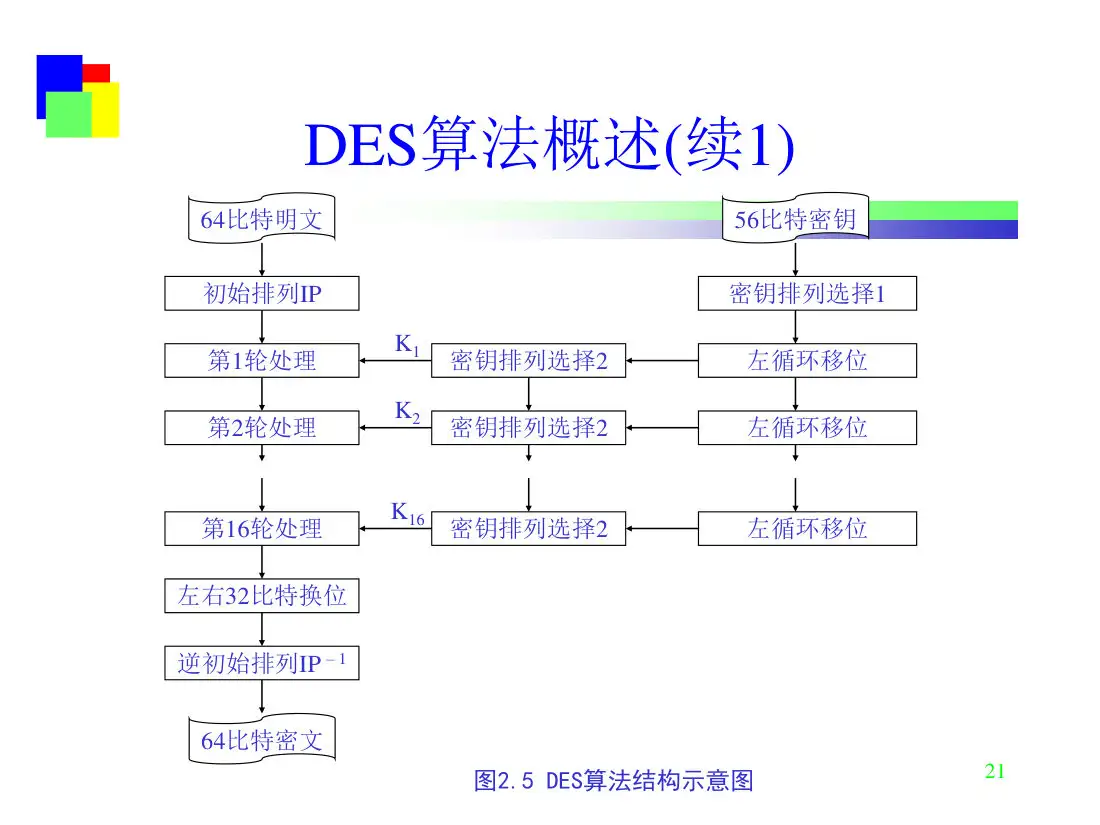 DES算法概述(续1)
64比特明文
56比特密钥
初始排列IP
密钥排列选择1
第1轮处理
K1
密钥排列选择2
左循环移位
第2轮处理
K2
密钥排列选择2
左循环移位
第16轮处理
K16
密钥排列选择2
左循环移位
左右32比特换位
逆初始排列IP－1
64比特密文
图2.5 DES算法结构示意图
21